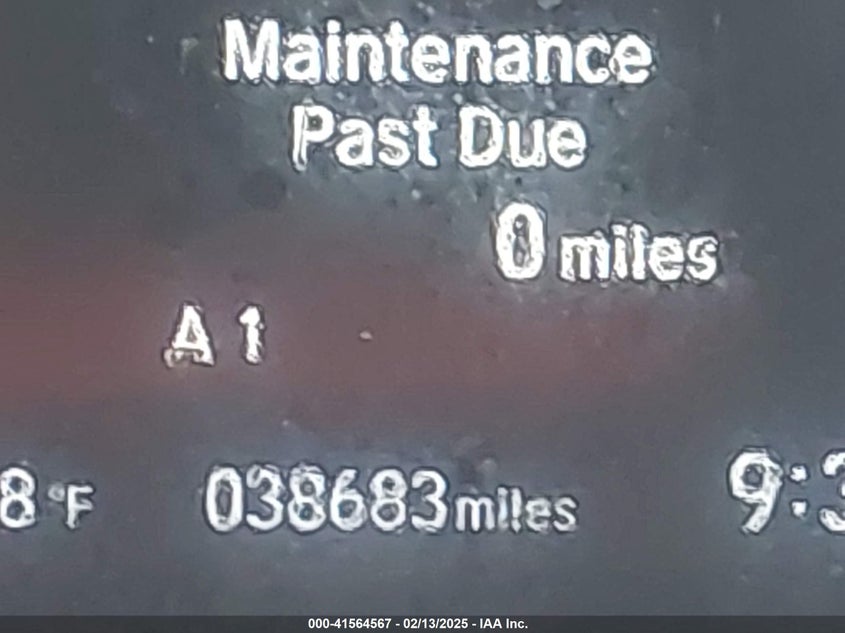 Maintenance
Past Due
0 miles
A 1
8 °F 038683 miles 9:3
000-41564567 - 02/13/2025 - IAA Inc.